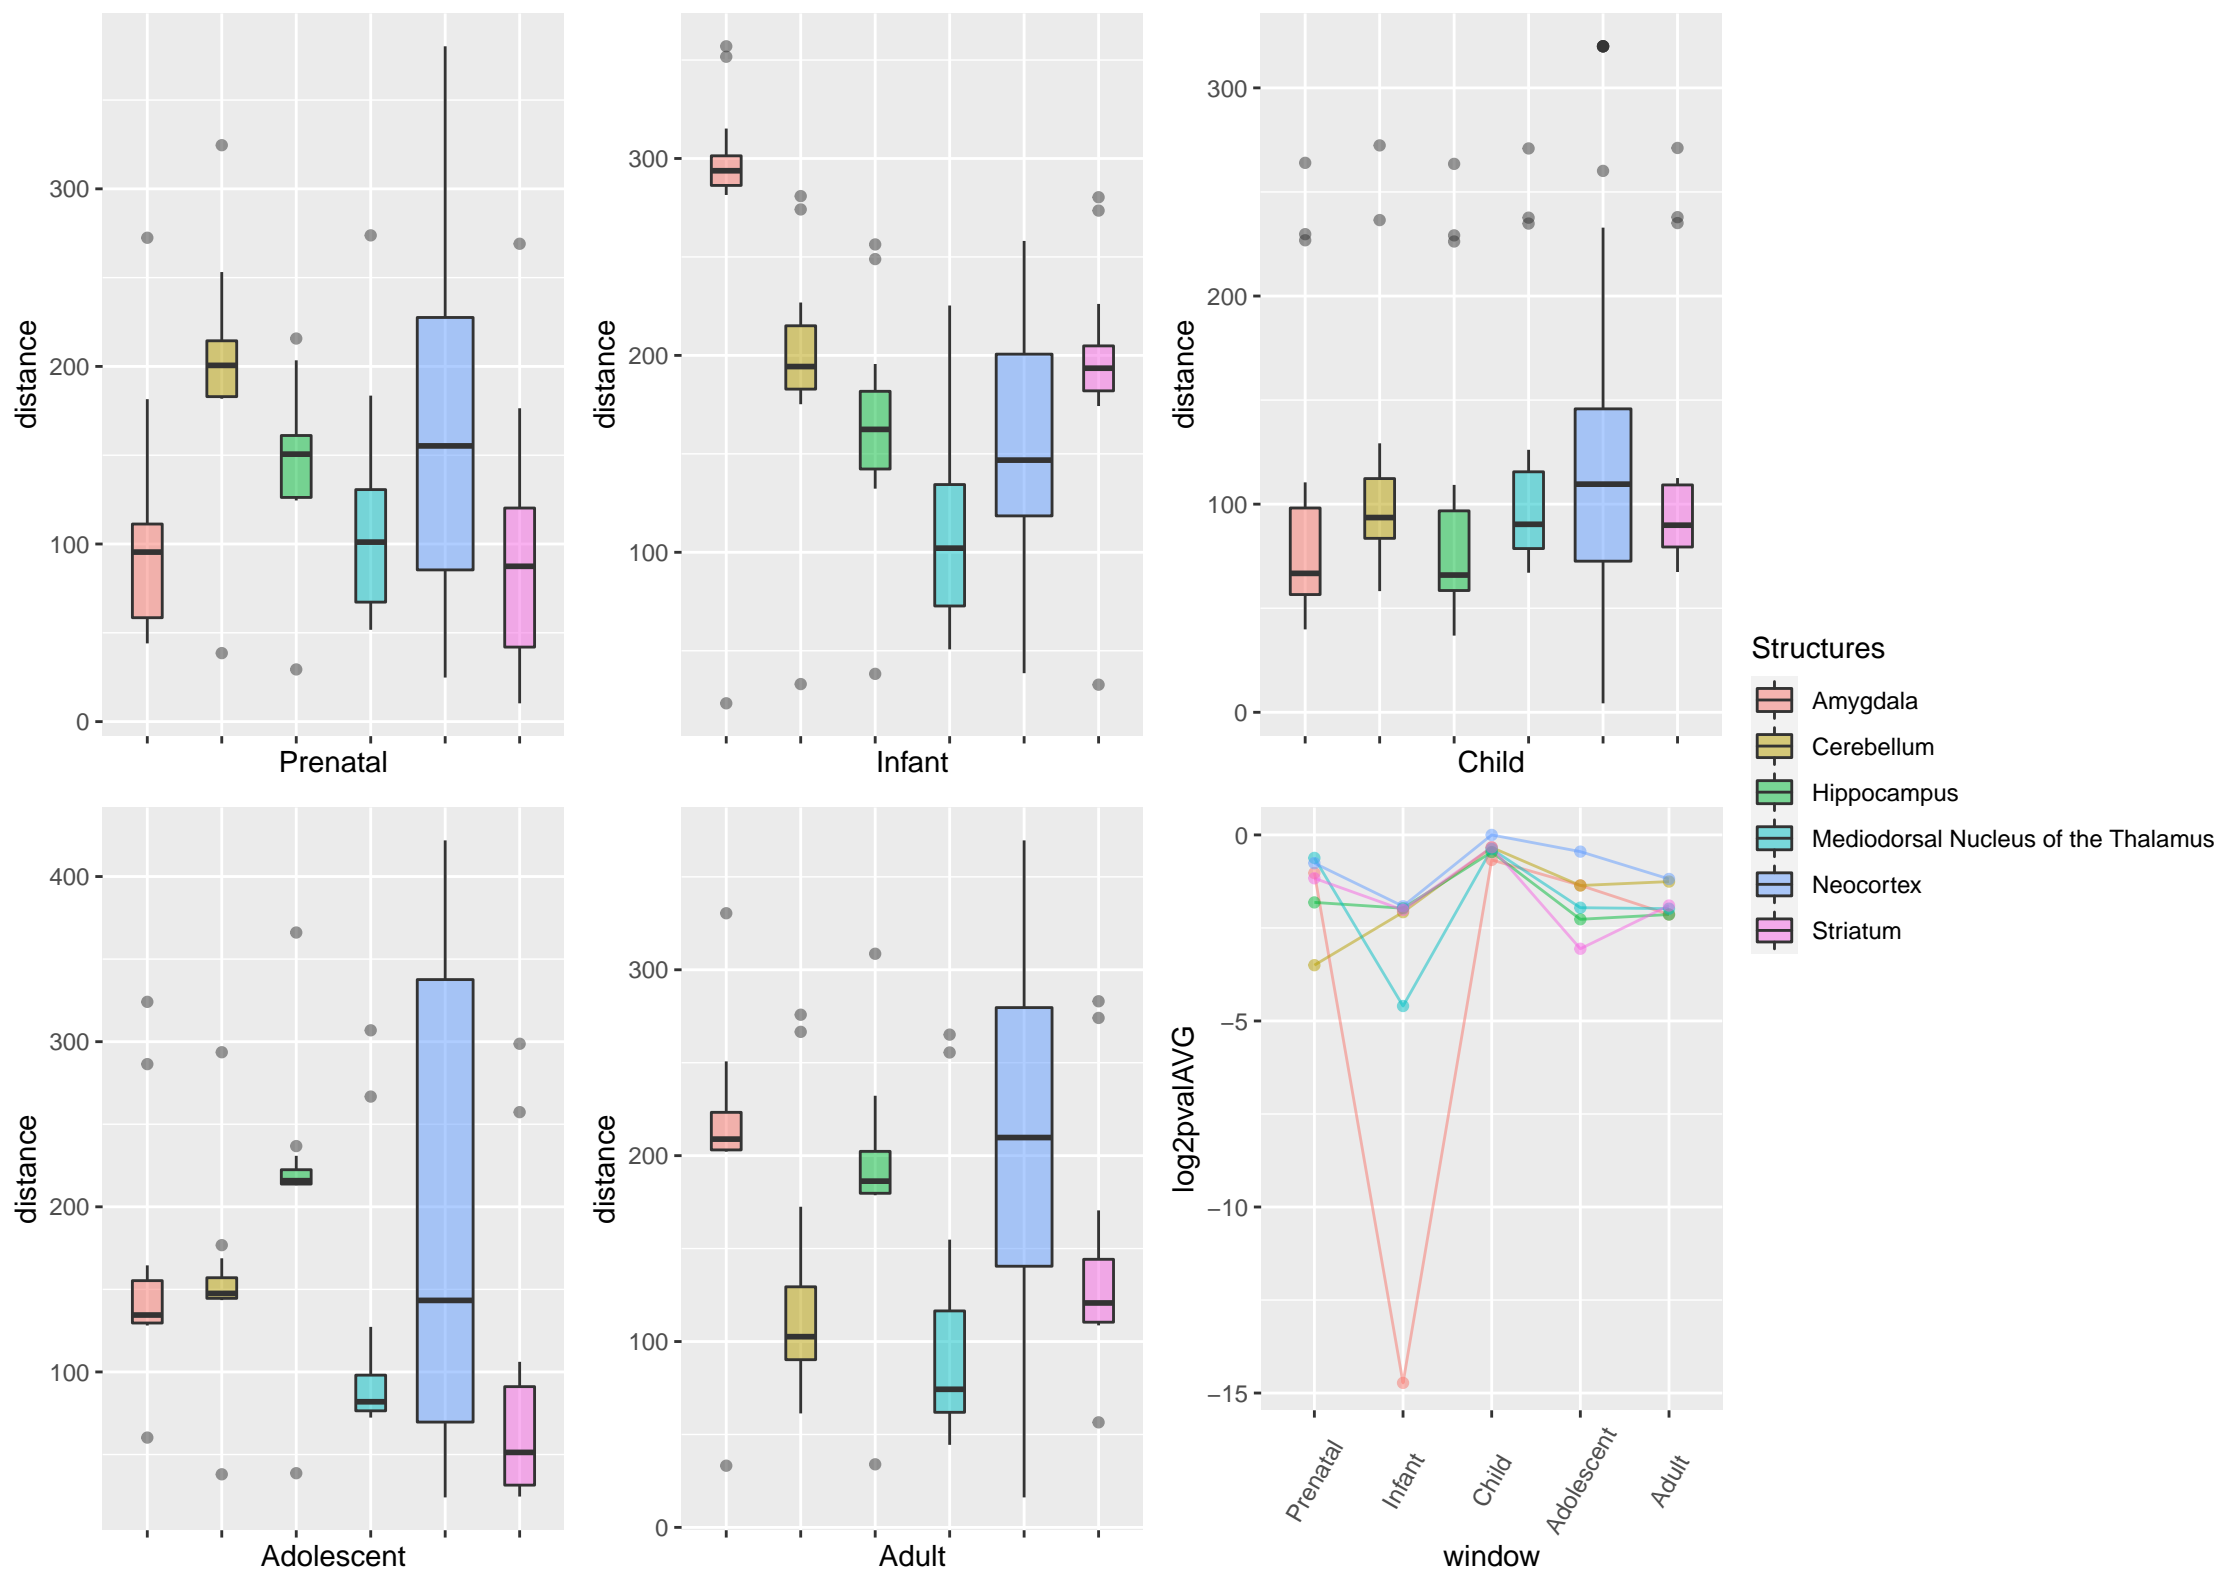 distance
300
200
100
0
Prenatal
distance
300
200
100
Infant
distance
300
200
100
0
Child
distance
400
300
200
100
Adolescent
distance
300
200
100
0
Adult
log2pvalAVG
0
−5
−10
−15
Prenatal
Infant
Child
Adolescent
Adult
window
Structures
Amygdala
Cerebellum
Hippocampus
Mediodorsal Nucleus of the Thalamus
Neocortex
Striatum